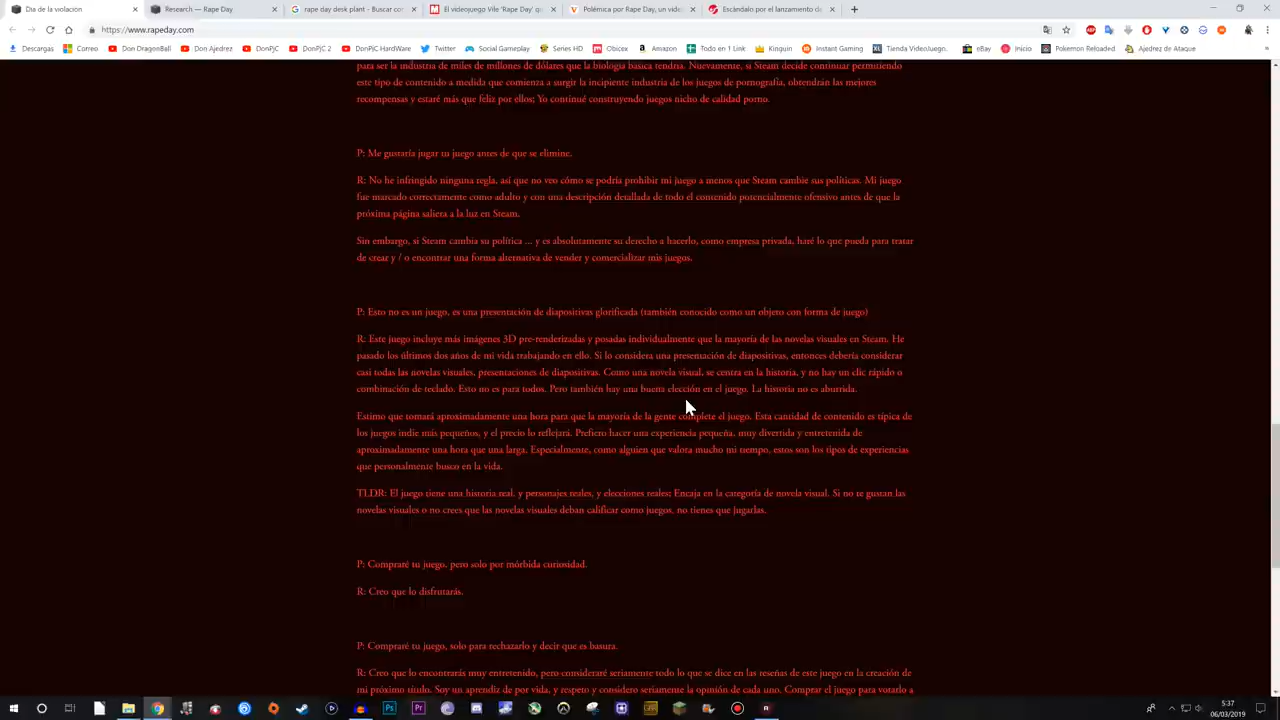 Día de la violación
Research — Rape Day
rape day desk plant - Buscar con
El videojuego Vile 'Rape Day' qu
Polémica por Rape Day, un vide
Escándalo por el lanzamiento de
https://www.rapeday.com
Descargas
Correo
Don DragonBall
Don Ajedrez
DonPjC
DonPjC HardWare
DonPjC 2
Twitter
Social Gameplay
Series HD
Obicex
Amazon
Todo en 1 Link
Kinguin
Instant Gaming
Tienda VideoJuego..
eBay
Inicio
Pokemon Reloaded
Ajedrez de Ataque
para ser la industria de miles de millones de dólares que la biología básica tendría. Nuevamente, si Steam decide continuar permitiendo
este tipo de contenido a medida que comienza a surgir la incipiente industria de los juegos de pornografía, obtendrán las mejores
recompensas y estaré más que feliz por ellos; Yo continué construyendo juegos nicho de calidad porno.
P: Me gustaría jugar tu juego antes de que se elimine.
R: No he infringido ninguna regla, así que no veo cómo se podría prohibir mi juego a menos que Steam cambie sus políticas. Mi juego
fue marcado correctamente como adulto y con una descripción detallada de todo el contenido potencialmente ofensivo antes de que la
próxima página saliera a la luz en Steam.
Sin embargo, si Steam cambia su política ... y es absolutamente su derecho a hacerlo, como empresa privada, haré lo que pueda para tratar
de crear y / o encontrar una forma alternativa de vender y comercializar mis juegos.
P: Esto no es un juego, es una presentación de diapositivas glorificada (también conocido como un objeto con forma de juego)
R: Este juego incluye más imágenes 3D pre-renderizadas y posadas individualmente que la mayoría de las novelas visuales en Steam. He
pasado los últimos dos años de mi vida trabajando en ello. Si lo considera una presentación de diapositivas, entonces debería considerar
casi todas las novelas visuales, presentaciones de diapositivas. Como una novela visual, se centra en la historia, y no hay un clic rápido o
combinación de teclado. Esto no es para todos. Pero también hay una buena elección en el juego. La historia no es aburrida.
Estimo que tomará aproximadamente una hora para que la mayoría de la gente complete el juego. Esta cantidad de contenido es típica de
los juegos indie más pequeños, y el precio lo reflejará. Prefiero hacer una experiencia pequeña, muy divertida y entretenida de
aproximadamente una hora que una larga. Especialmente, como alguien que valora mucho mi tiempo, estos son los tipos de experiencias
que personalmente busco en la vida.
TLDR: El juego tiene una historia real, y personajes reales, y elecciones reales; Encaja en la categoría de novela visual. Si no te gustan las
novelas visuales o no crees que las novelas visuales deban calificar como juegos, no tienes que jugarlas.
P: Compraré tu juego, pero solo por mórbida curiosidad.
R: Creo que lo disfrutarás.
P: Compraré tu juego, solo para rechazarlo y decir que es basura.
R: Creo que lo encontrarás muy entretenido, pero consideraré seriamente todo lo que se dice en las reseñas de este juego en la creación de
mi próximo título. Soy un aprendiz de por vida, y respeto y considero seriamente la opinión de cada uno. Comprar el juego para votarlo a
5:37
06/03/2019